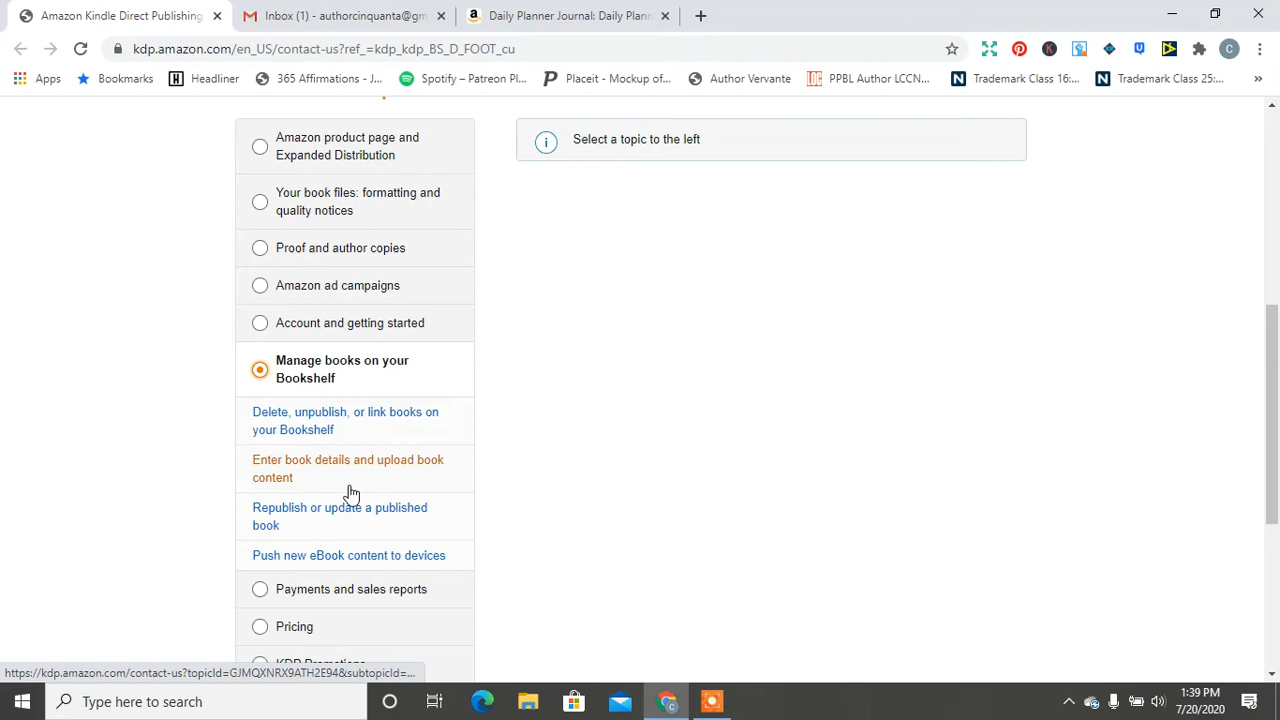 Amazon Kindle Direct Publishing
Inbox (1) - authorcinquanta@gm
Daily Planner Journal: Daily Plann
kdp.amazon.com/en_US/contact-us?ref_=kdp_kdp_BS_D_FOOT_cu
Apps
Bookmarks
Headliner
365 Affirmations - J...
Spotify – Patreon Pl...
Placeit - Mockup of...
Author Vervante
PPBL Author LCCN...
Trademark Class 16:...
Trademark Class 25:...
»
Amazon product page and
Expanded Distribution
Your book files: formatting and
quality notices
Proof and author copies
Amazon ad campaigns
Account and getting started
Manage books on your
Bookshelf
Delete, unpublish, or link books on
your Bookshelf
Enter book details and upload book
content
Republish or update a published
book
Push new eBook content to devices
Payments and sales reports
Pricing
KDP Promotions
Select a topic to the left
https://kdp.amazon.com/contact-us?topicId=GJMQXNRX9ATH2E94&subtopicId=...
Type here to search
1:39 PM
7/20/2020